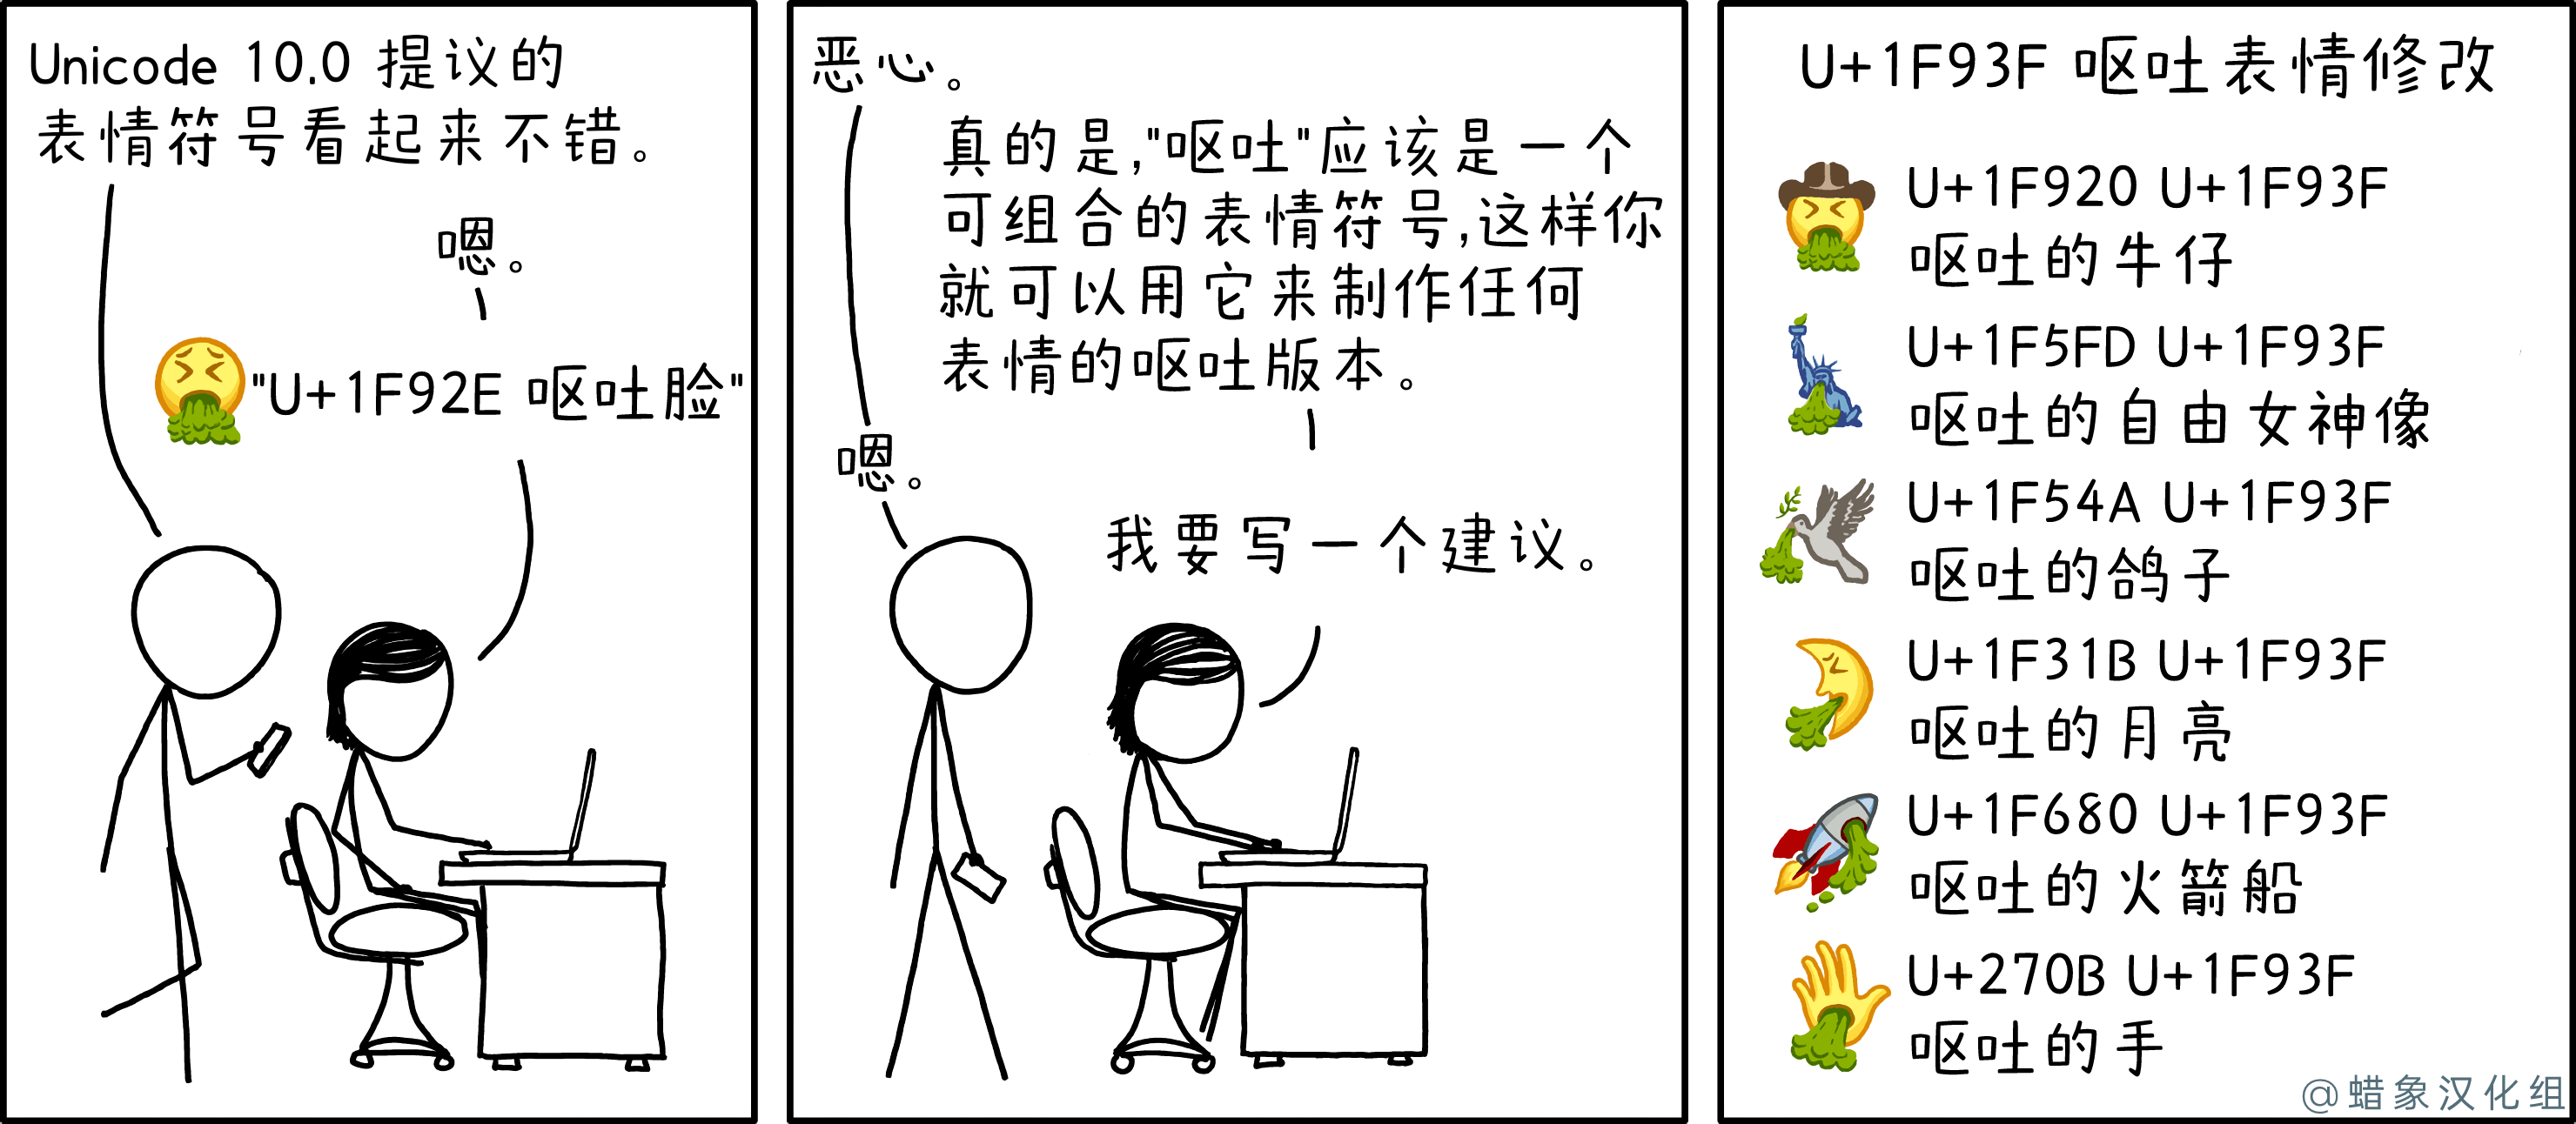 Unicode 10.0 提议的
表情符号看起来不错。
嗯。
"U+1F92E 呕吐脸"
恶心。
真的是,"呕吐"应该是一个
可组合的表情符号,这样你
就可以用它来制作任何
表情的呕吐版本。
嗯。
我要写一个建议。
U+1F93F 呕吐表情修改
U+1F920 U+1F93F
呕吐的牛仔
U+1F5FD U+1F93F
呕吐的自由女神像
U+1F54A U+1F93F
呕吐的鸽子
U+1F31B U+1F93F
呕吐的月亮
U+1F680 U+1F93F
呕吐的火箭船
U+270B U+1F93F
呕吐的手
@蜡象汉化组